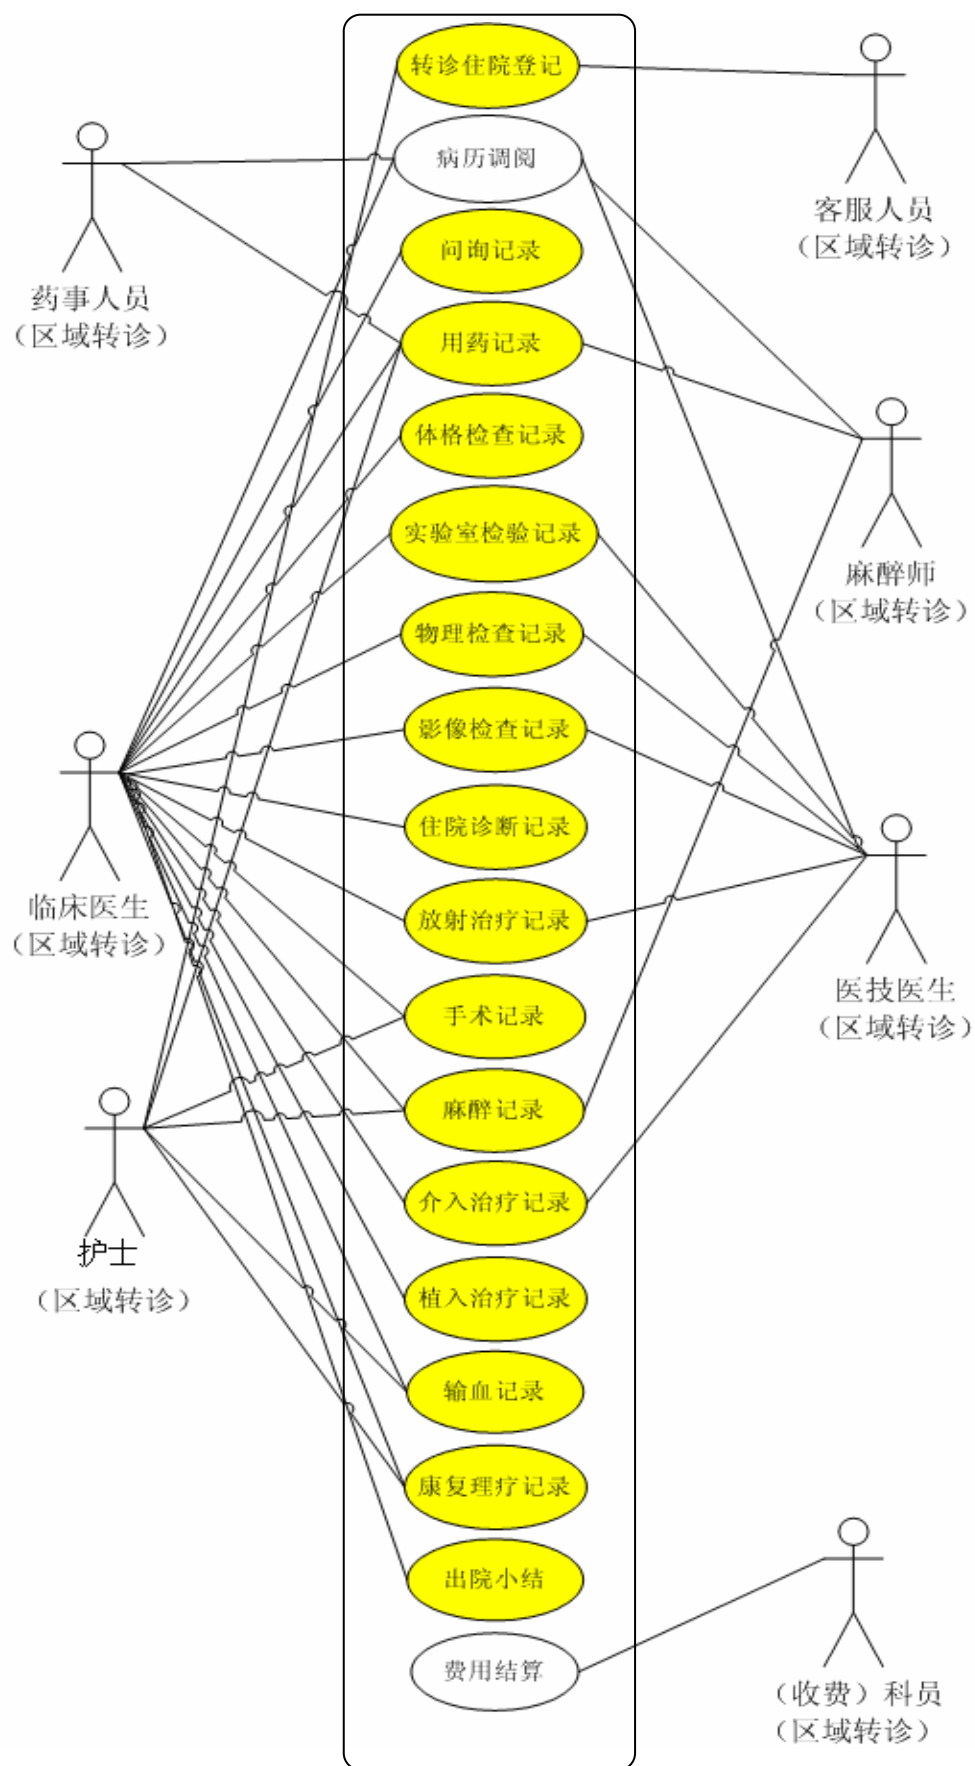 转诊住院登记
病历调阅
问询记录
用药记录
体格检查记录
实验室检验记录
物理检查记录
影像检查记录
住院诊断记录
放射治疗记录
手术记录
麻醉记录
介入治疗记录
植入治疗记录
输血记录
康复理疗记录
出院小结
费用结算
药事人员
（区域转诊）
临床医生
（区域转诊）
护士
（区域转诊）
客服人员
（区域转诊）
麻醉师
（区域转诊）
医技医生
（区域转诊）
（收费）科员
（区域转诊）